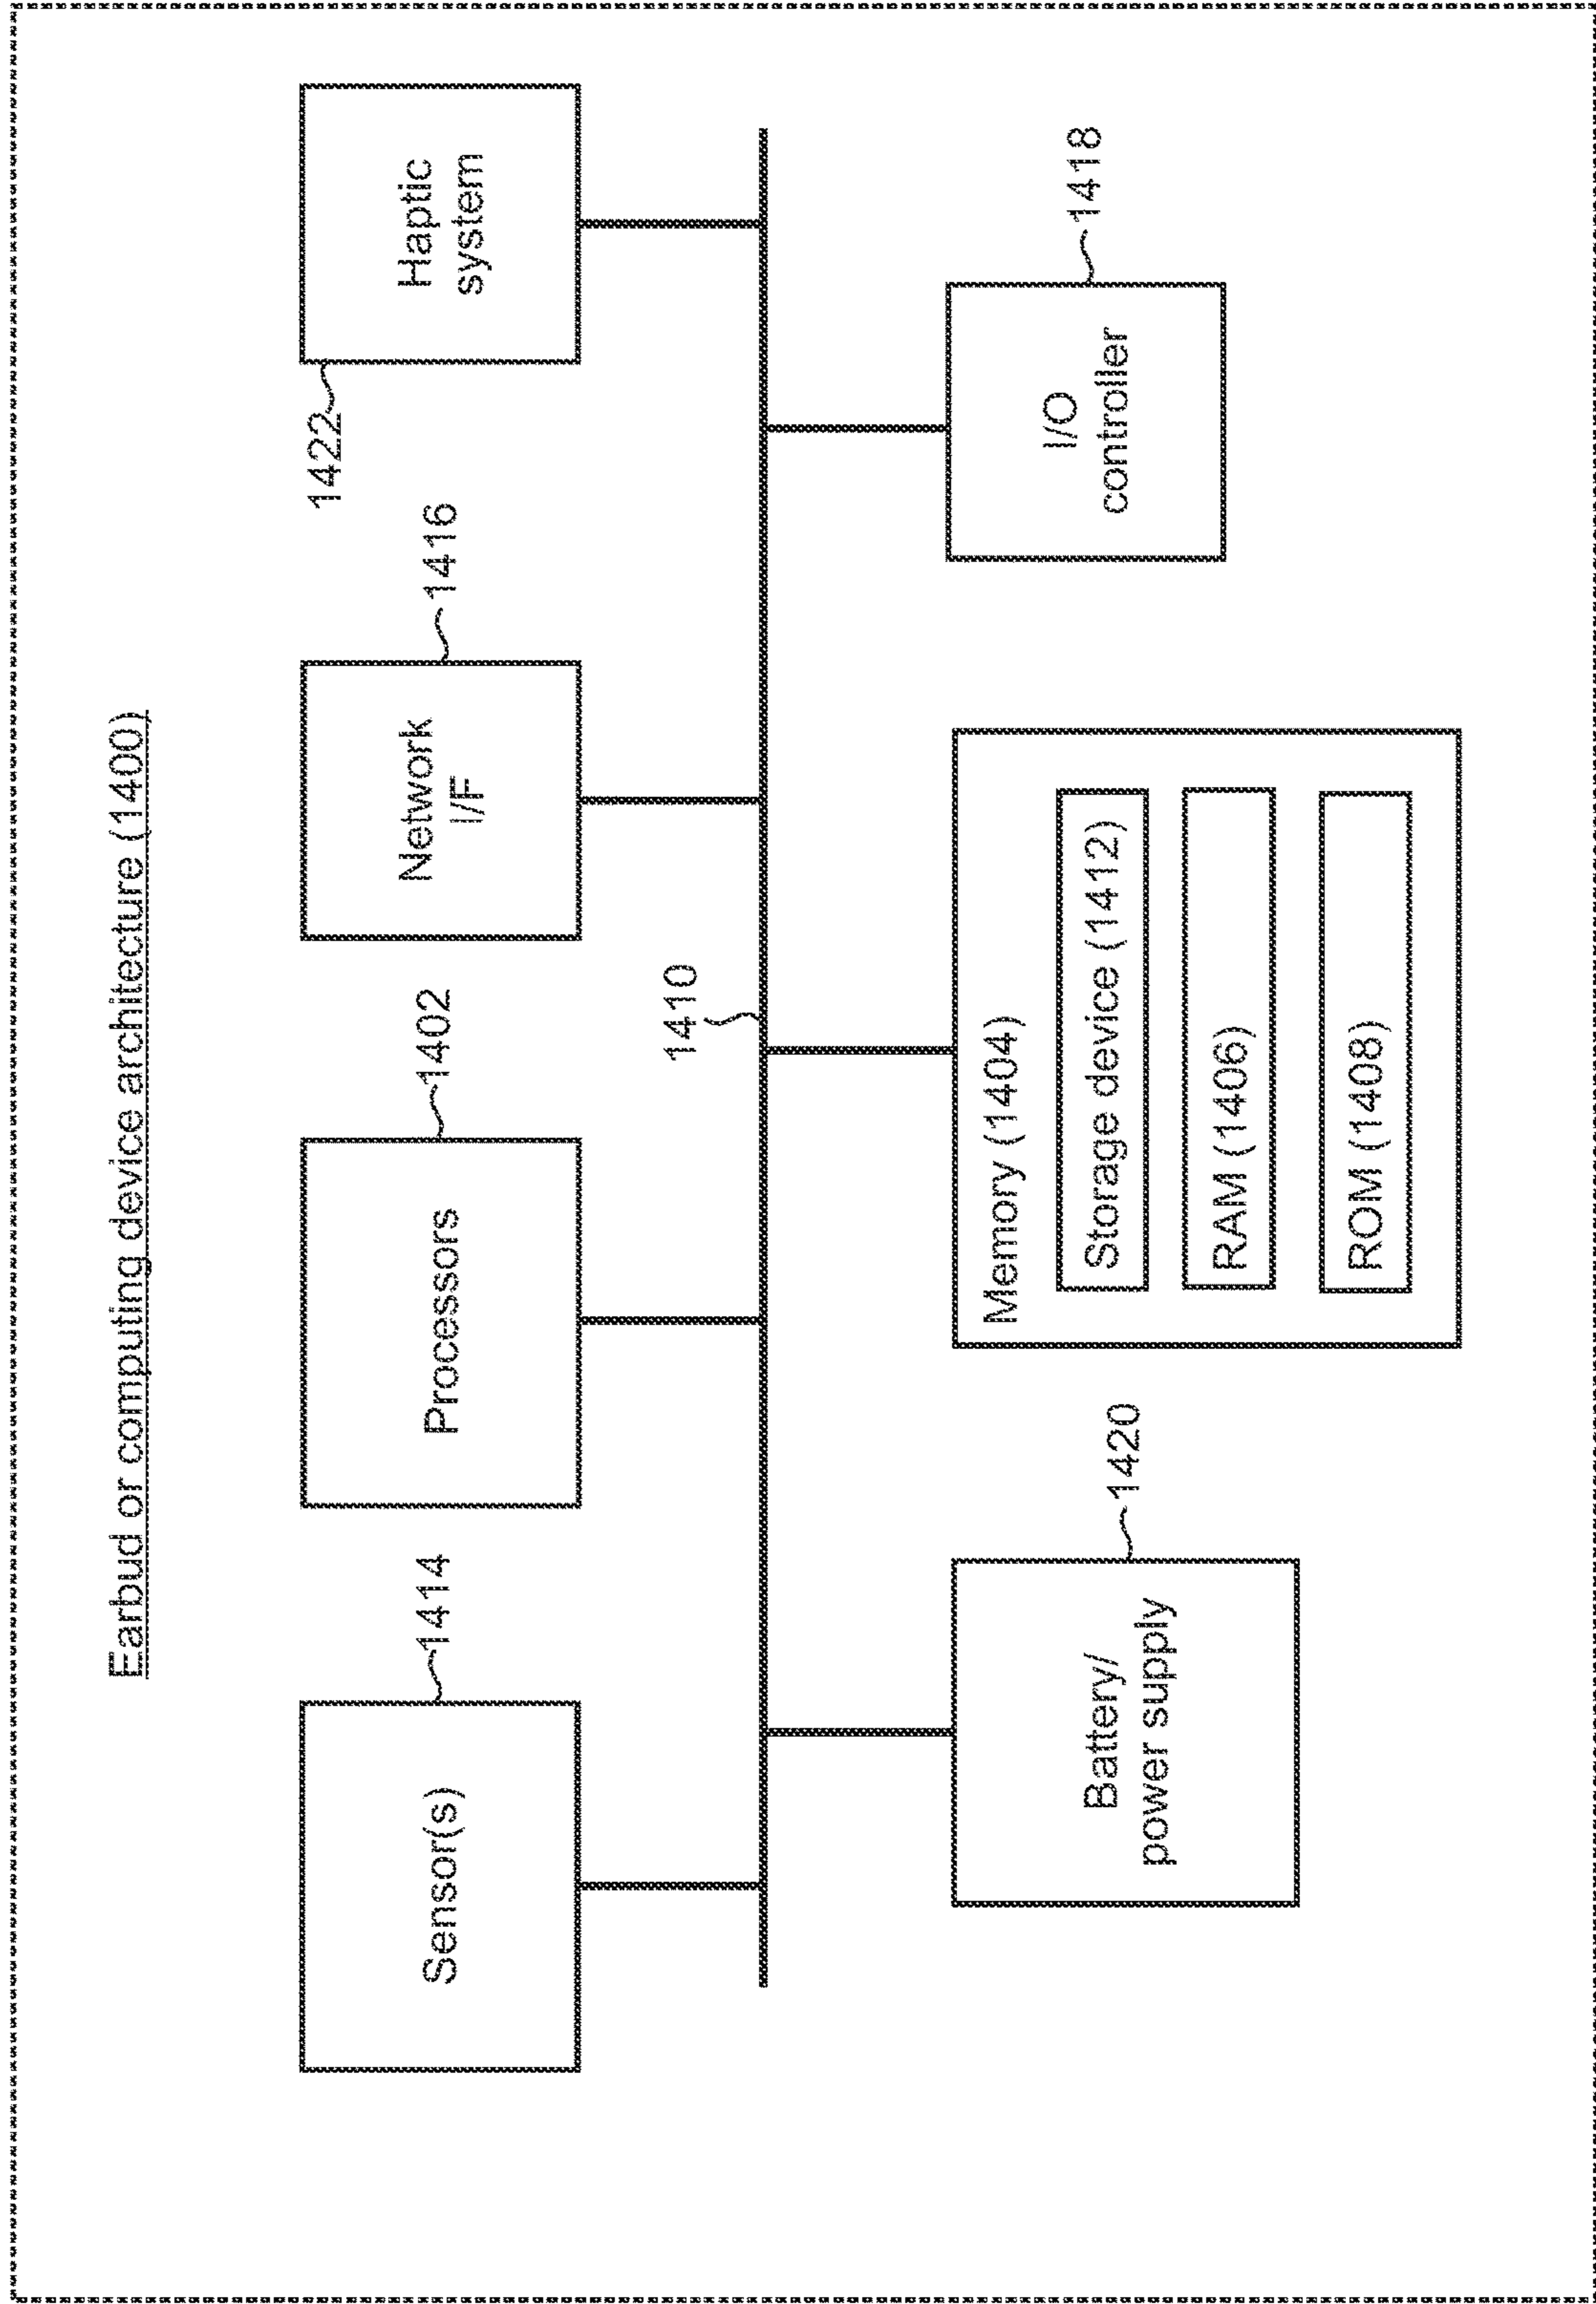 Earbud or computing device architecture (1400)
1414
1402
1416
1422
Sensor(s)
Processors
Network
I/F
Haptic
system
1410
1420
1418
Battery/
power supply
Memory (1404)
Storage device (1412)
RAM (1406)
ROM (1408)
I/O
controller